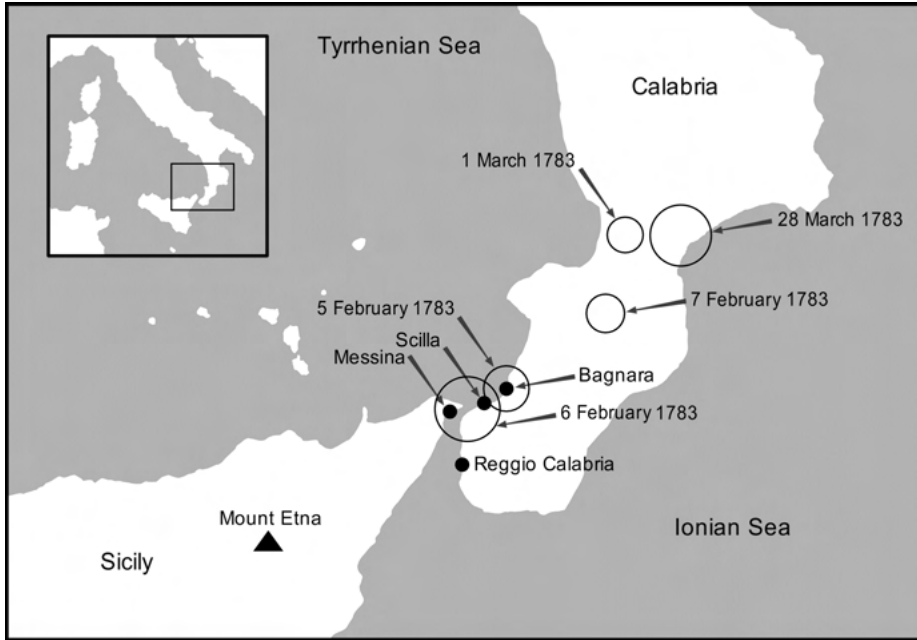 Tyrrhenian Sea
Calabria
1 March 1783
28 March 1783
7 February 1783
5 February 1783
Scilla
Messina
Bagnara
6 February 1783
Reggio Calabria
Mount Etna
Ionian Sea
Sicily